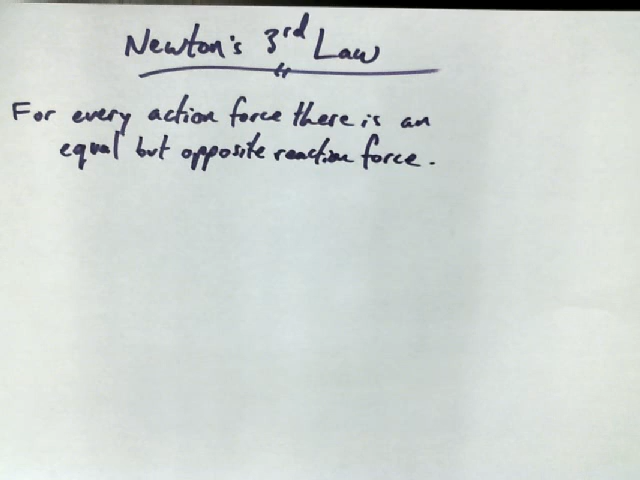 Newton's 3rd Law
For every action force there is an
equal but opposite reaction force.